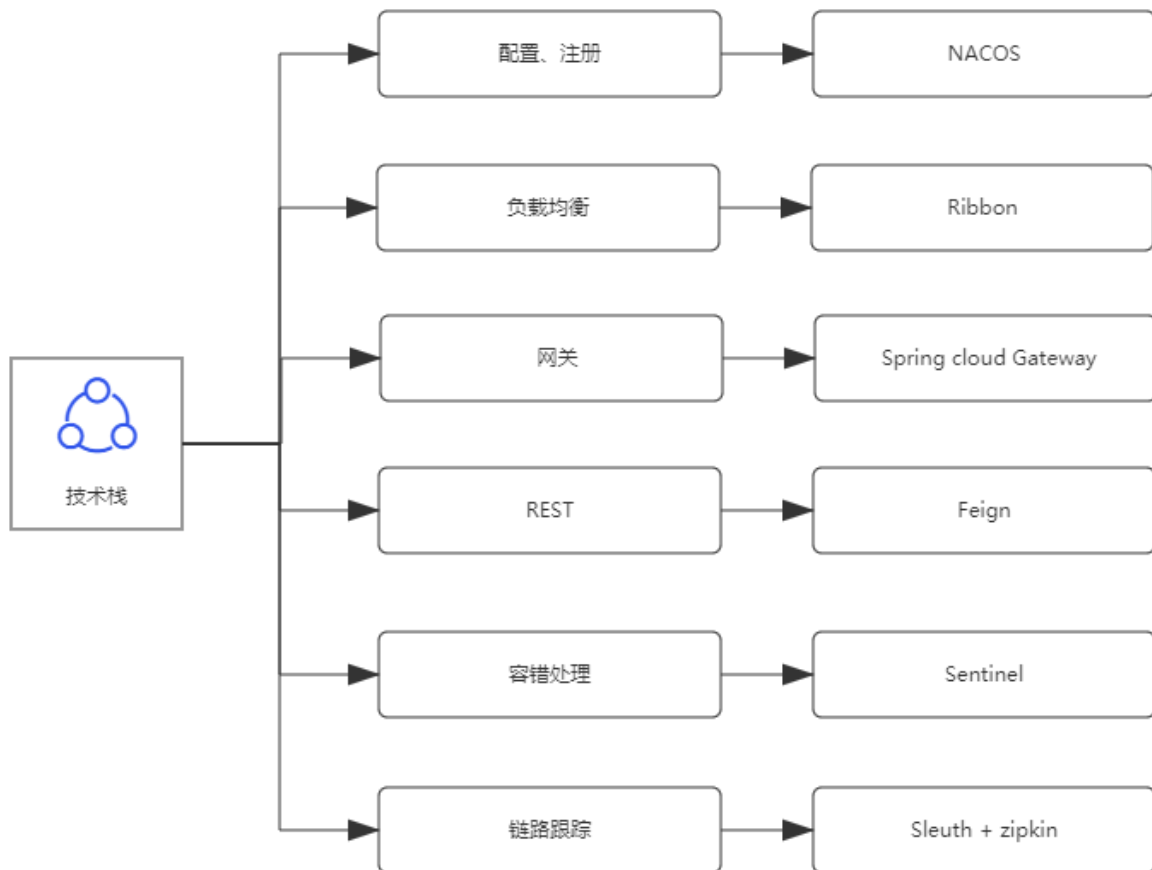 配置、注册
NACOS
负载均衡
Ribbon
网关
Spring cloud Gateway
技术栈
REST
Feign
容错处理
Sentinel
链路跟踪
Sleuth + zipkin